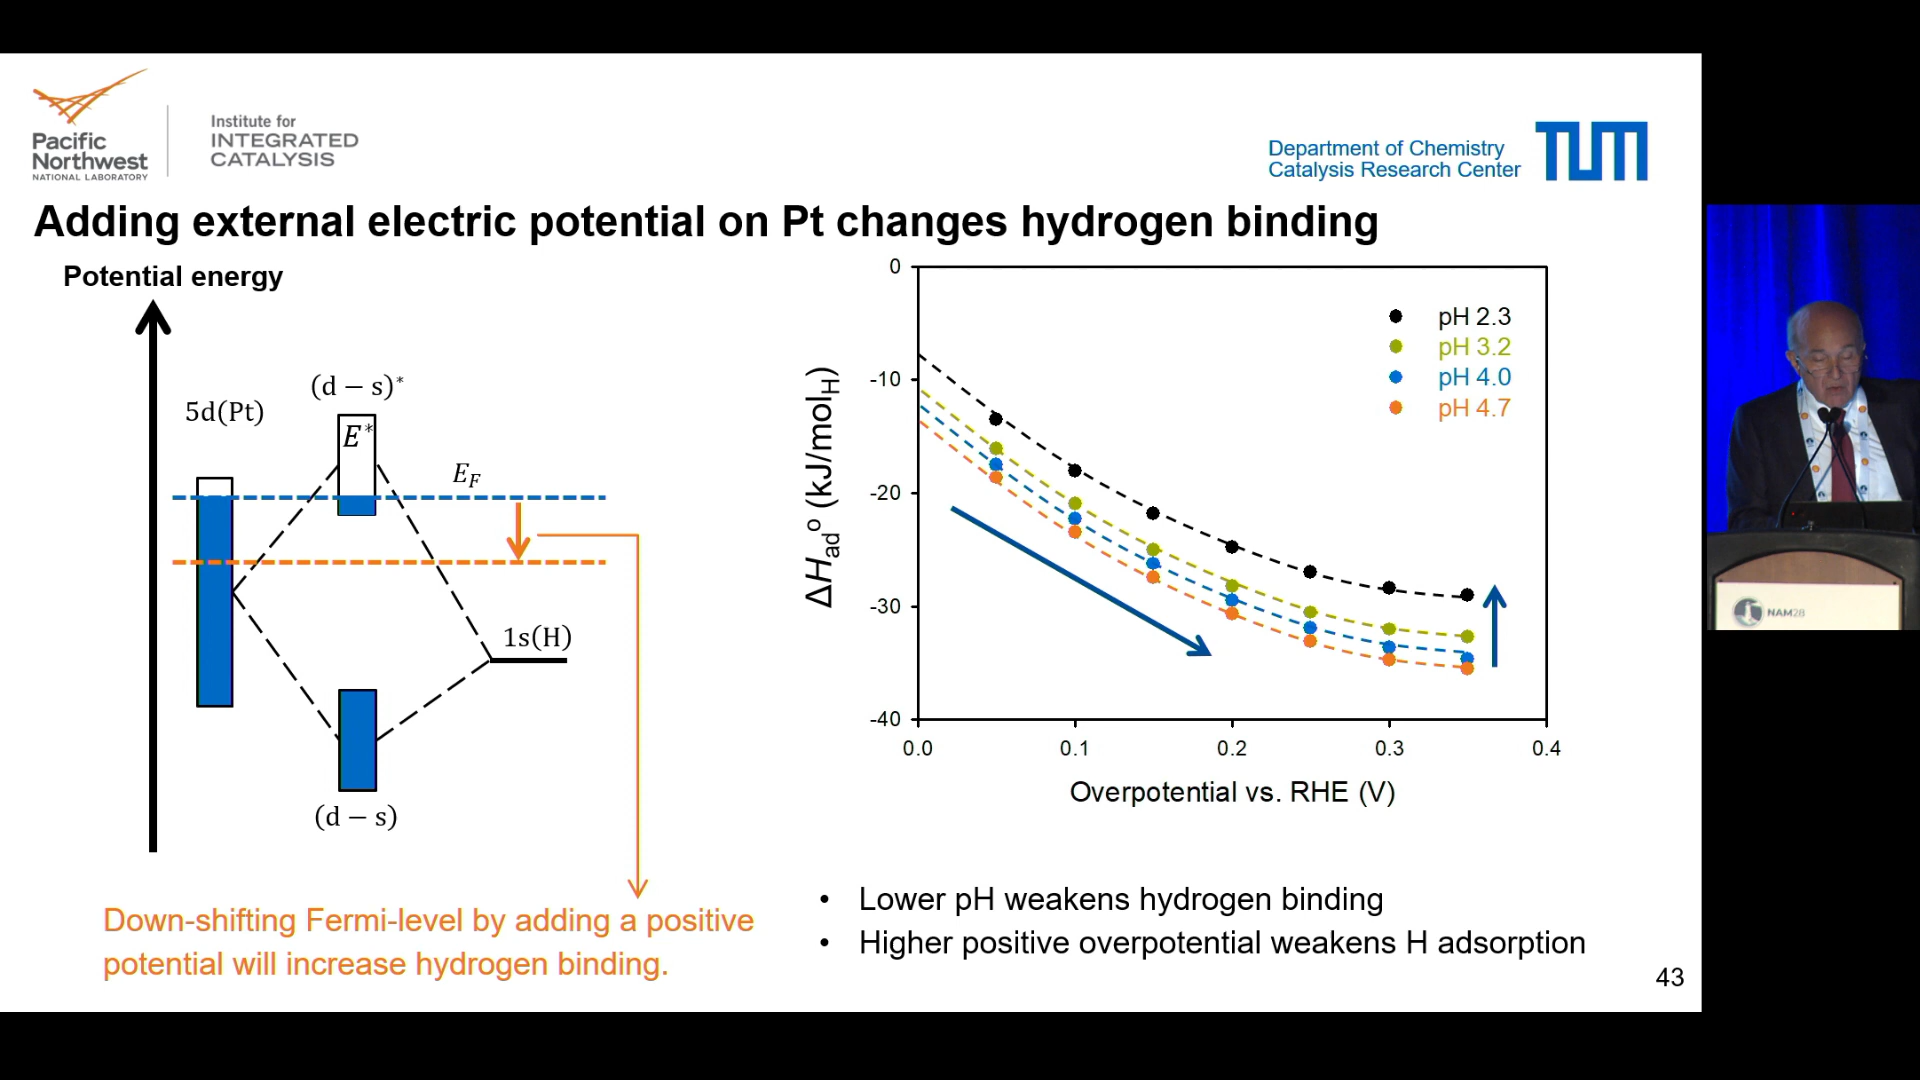 Pacific
Northwest
NATIONAL LABORATORY
Institute for
INTEGRATED
CATALYSIS
Department of Chemistry
Catalysis Research Center
TUM
Adding external electric potential on Pt changes hydrogen binding
Potential energy
5d(Pt)
(d − s)*
E*
E_F
1s(H)
(d − s)
Down-shifting Fermi-level by adding a positive
potential will increase hydrogen binding.
ΔH_ad^o (kJ/mol_H)
0
-10
-20
-30
-40
0.0 0.1 0.2 0.3 0.4
Overpotential vs. RHE (V)
pH 2.3
pH 3.2
pH 4.0
pH 4.7
• Lower pH weakens hydrogen binding
• Higher positive overpotential weakens H adsorption
43
NAM28